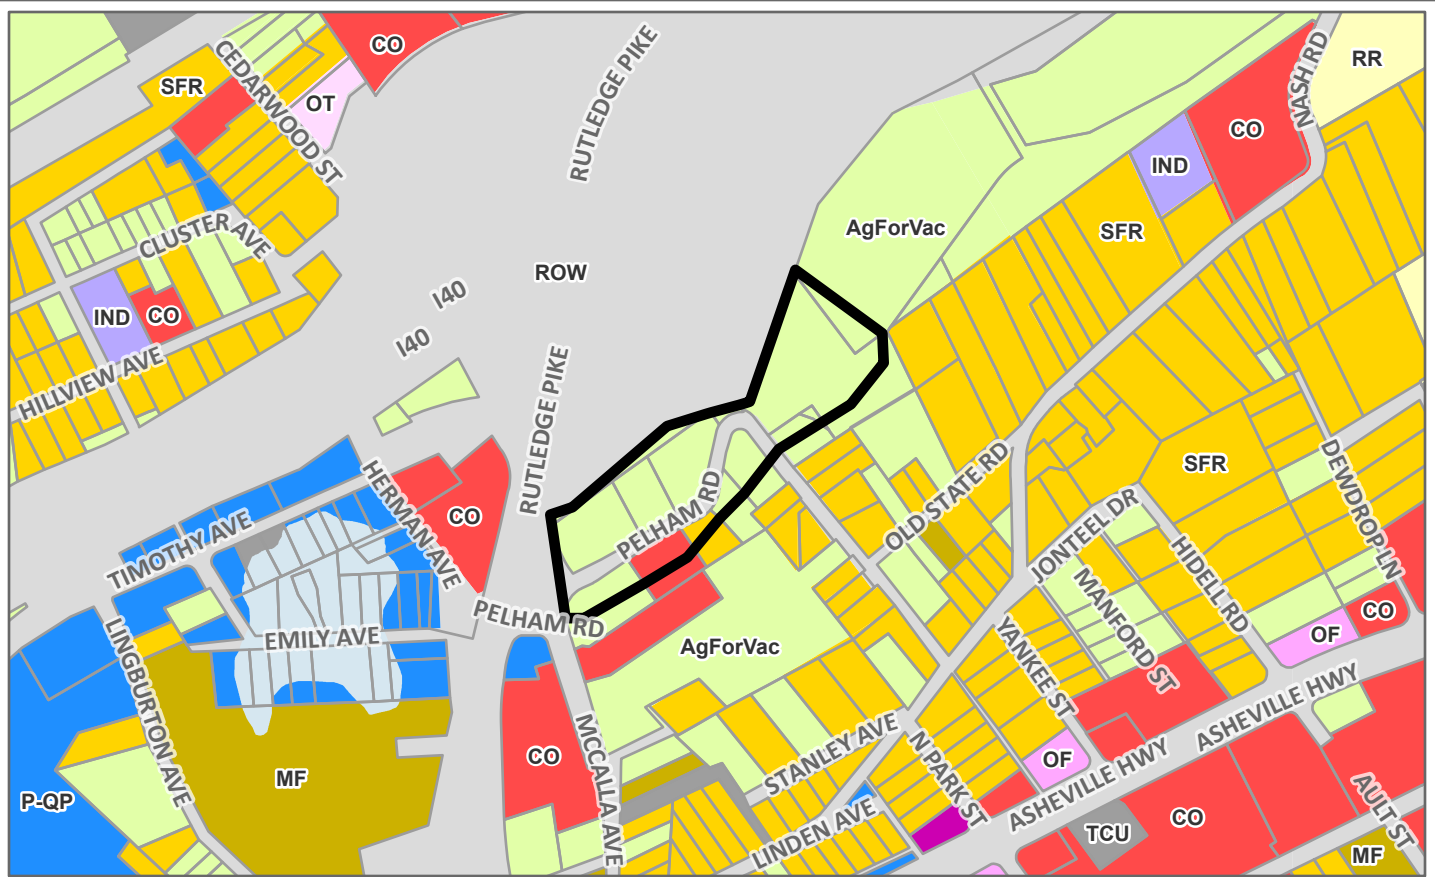 CO
RUTLEDGE PIKE
NASH RD
RR
CEDARWOOD ST
SFR
OT
CO
IND
RUTLEDGE PIKE
AgForVac
SFR
CLUSTER AVE
ROW
I40
IND
CO
I40
HILLVIEW AVE
RUTLEDGE PIKE
SFR
DEWDROP LN
HERMAN AVE
CO
PELHAM RD
OLD STATE RD
TIMOTHY AVE
JONTEEL DR
HIDELL RD
MANFORD ST
CO
OF
PELHAM RD
EMILY AVE
AgForVac
LINGBURTON AVE
YANKEE ST
ASHEVILLE HWY
STANLEY AVE
MCCALLA AVE
CO
OF
N PARK ST
ASHEVILLE HWY
MF
P-QP
LINDEN AVE
TCU
CO
AULT ST
MF